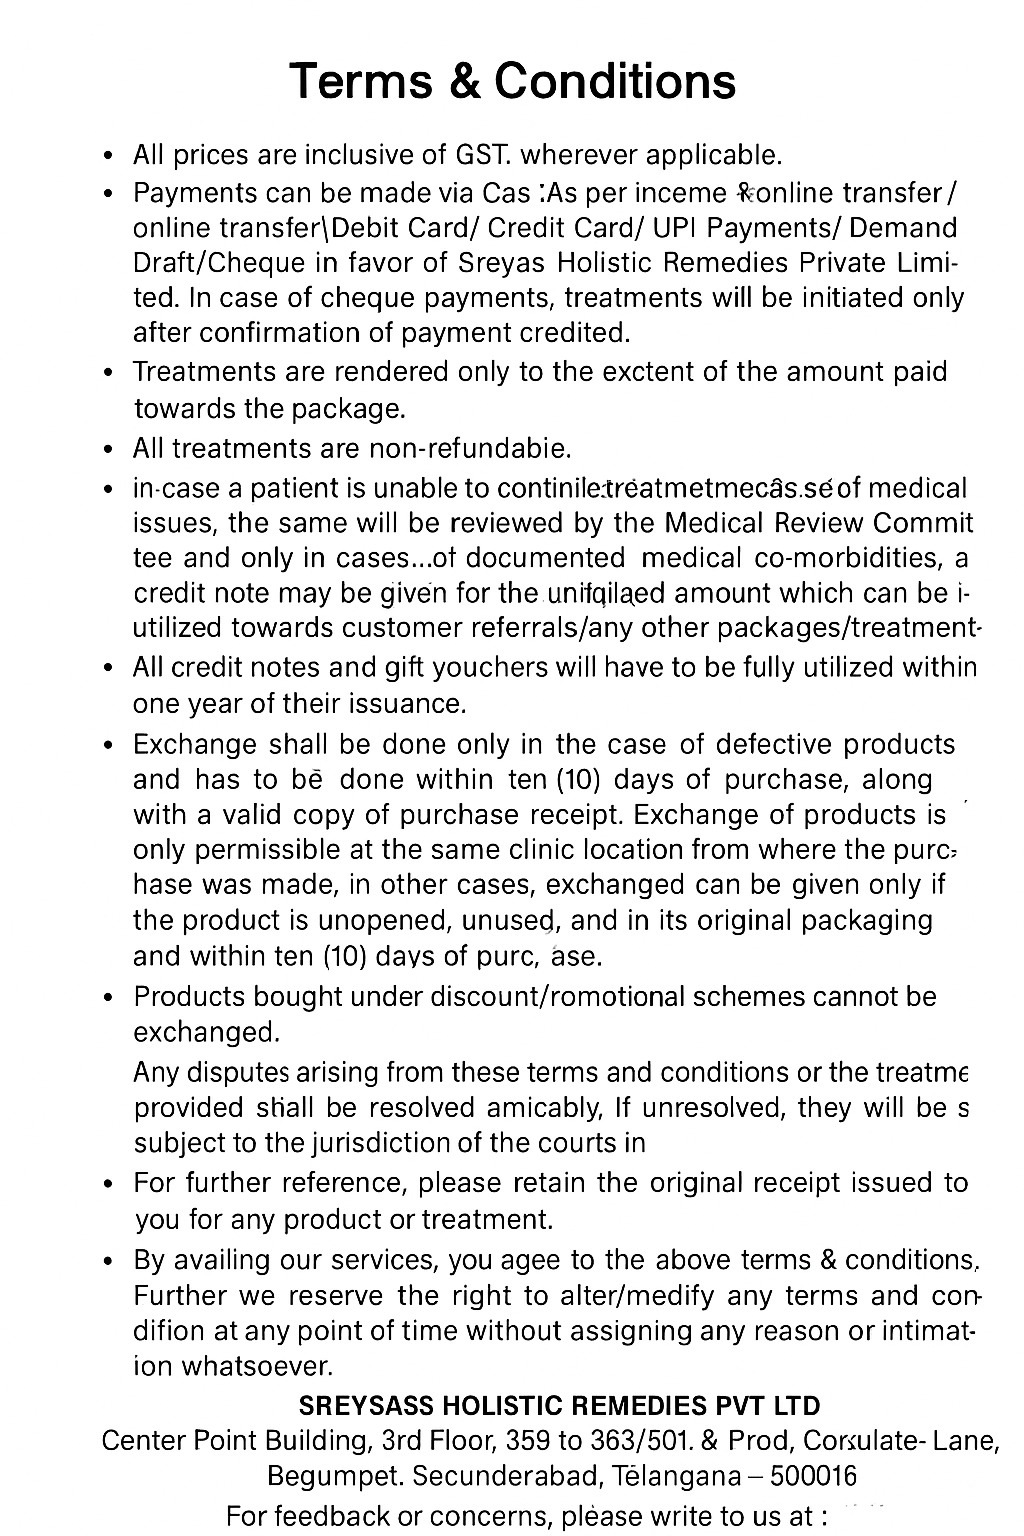 Terms & Conditions
• All prices are inclusive of GST. wherever applicable.
• Payments can be made via Cas :As per inceme online transfer /
online transfer\Debit Card/ Credit Card/ UPI Payments/ Demand
Draft/Cheque in favor of Sreyas Holistic Remedies Private Limi-
ted. In case of cheque payments, treatments will be initiated only
after confirmation of payment credited.
• Treatments are rendered only to the exctent of the amount paid
towards the package.
• All treatments are non-refundabie.
• in-case a patient is unable to of medical
issues, the same will be reviewed by the Medical Review Commit
tee and only in cases...of documented medical co-morbidities, a
credit note may be given for the amount which can be i-
utilized towards customer referrals/any other packages/treatment-
• All credit notes and gift vouchers will have to be fully utilized within
one year of their issuance.
• Exchange shall be done only in the case of defective products
and has to bē done within ten (10) days of purchase, along
with a valid copy of purchase receipt. Exchange of products is
only permissible at the same clinic location from where the purc-
hase was made, in other cases, exchanged can be given only if
the product is unopened, unused, and in its original packaging
and within ten (10) days of purc, ase.
• Products bought under discount/romotional schemes cannot be
exchanged.
Any disputes arising from these terms and conditions or the treatme
provided shall be resolved amicably, If unresolved, they will be s
subject to the jurisdiction of the courts in
• For further reference, please retain the original receipt issued to
you for any product or treatment.
• By availing our services, you agee to the above terms & conditions.
Further we reserve the right to alter/medify any terms and con-
difion at any point of time without assigning any reason or intimat-
ion whatsoever.
SREYSASS HOLISTIC REMEDIES PVT LTD
Center Point Building, 3rd Floor, 359 to 363/501. & Prod, Lane,
Begumpet. Secunderabad, Tēlangana – 500016
For feedback or concerns, plėase write to us at :